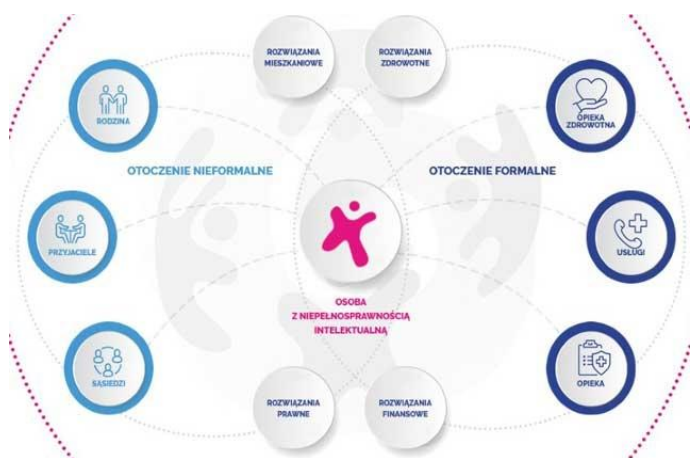 ROZWIĄZANIA
MIESZKANIOWE
ROZWIĄZANIA
ZDROWOTNE
RODZINA
OPIEKA
ZDROWOTNA
OTOCZENIE NIEFORMALNE
OTOCZENIE FORMALNE
PRZYJACIELE
USŁUGI
OSOBA
Z NIEPEŁNOSPRAWNOŚCIĄ
INTELEKTUALNĄ
SĄSIEDZI
OPIEKA
ROZWIĄZANIA
PRAWNE
ROZWIĄZANIA
FINANSOWE